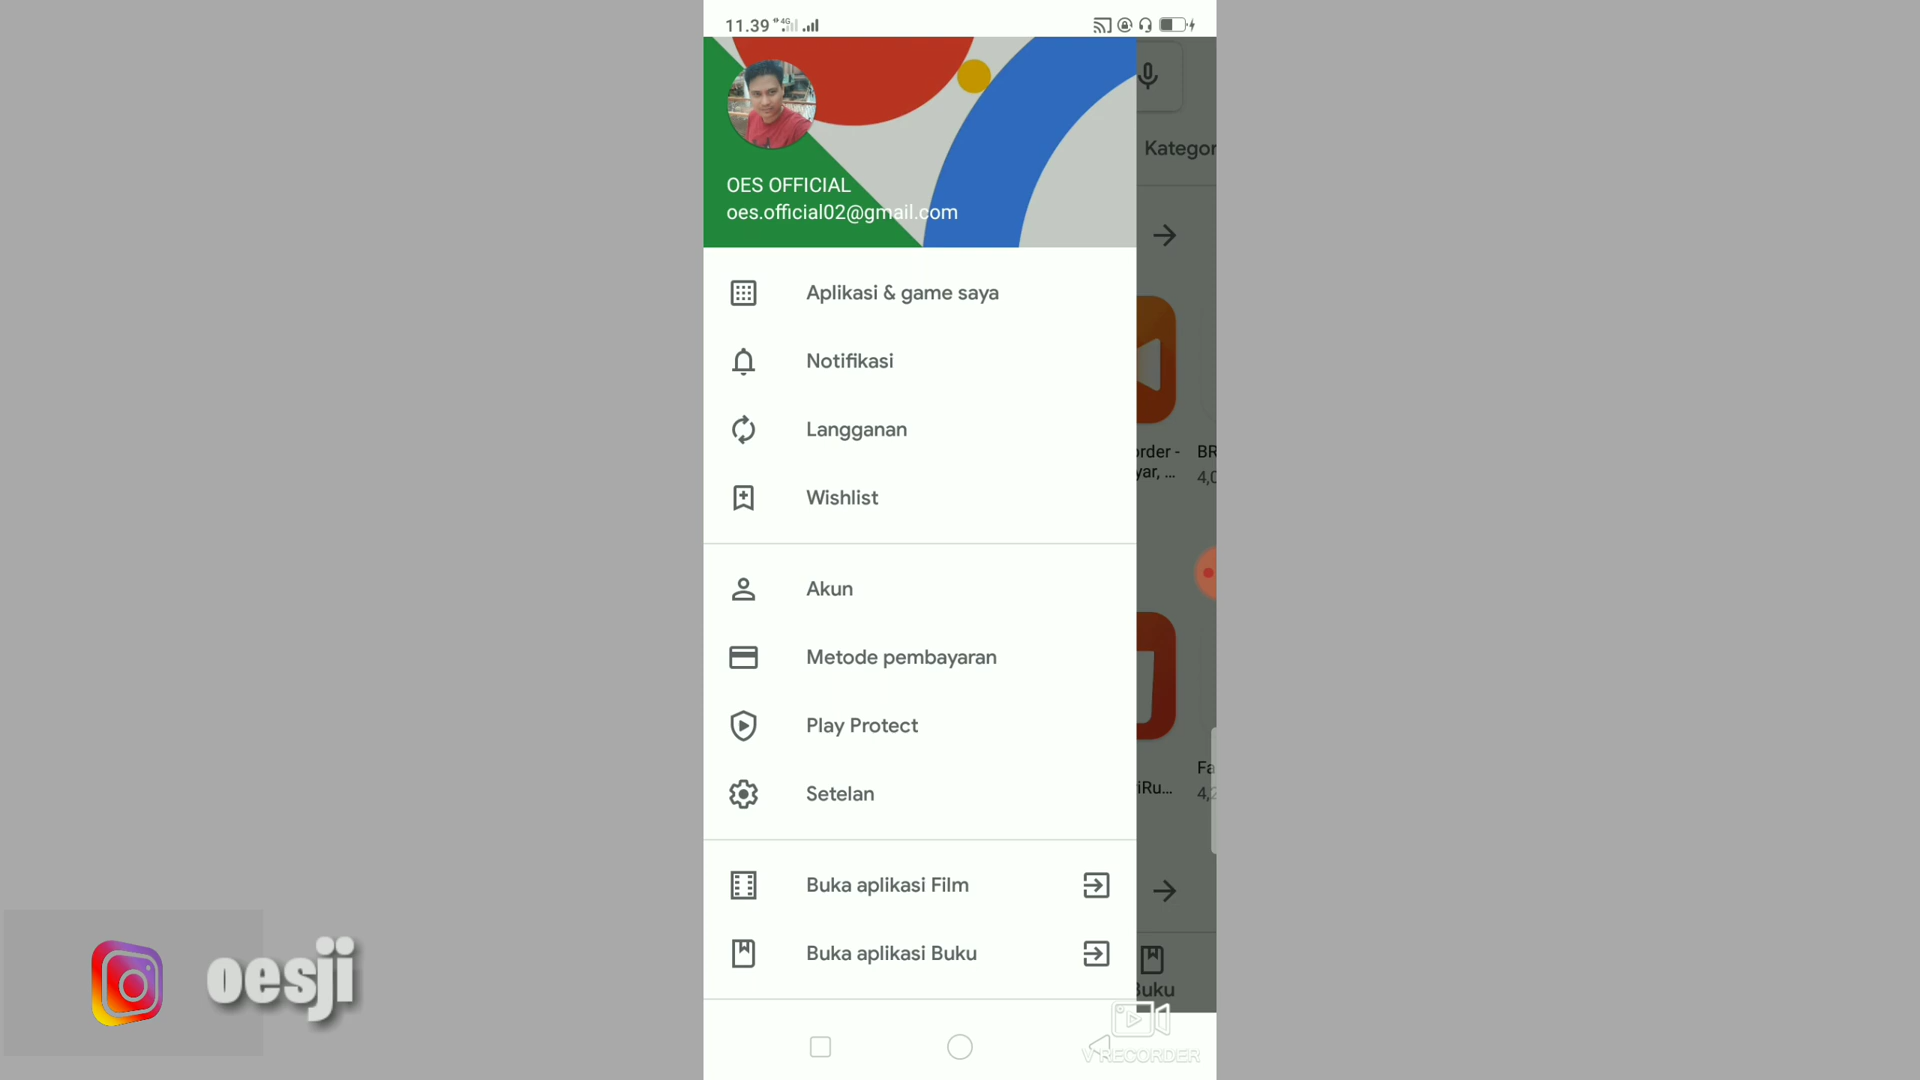 11.39 4G
OES OFFICIAL
oes.official02@gmail.com
Kategor
Aplikasi & game saya
Notifikasi
Langganan
order - BR
yar, ... 4,0
Wishlist
Akun
Metode pembayaran
Play Protect
Fa
iRu... 4,2
Setelan
Buka aplikasi Film
Buka aplikasi Buku
Buku
oesji
V RECORDER